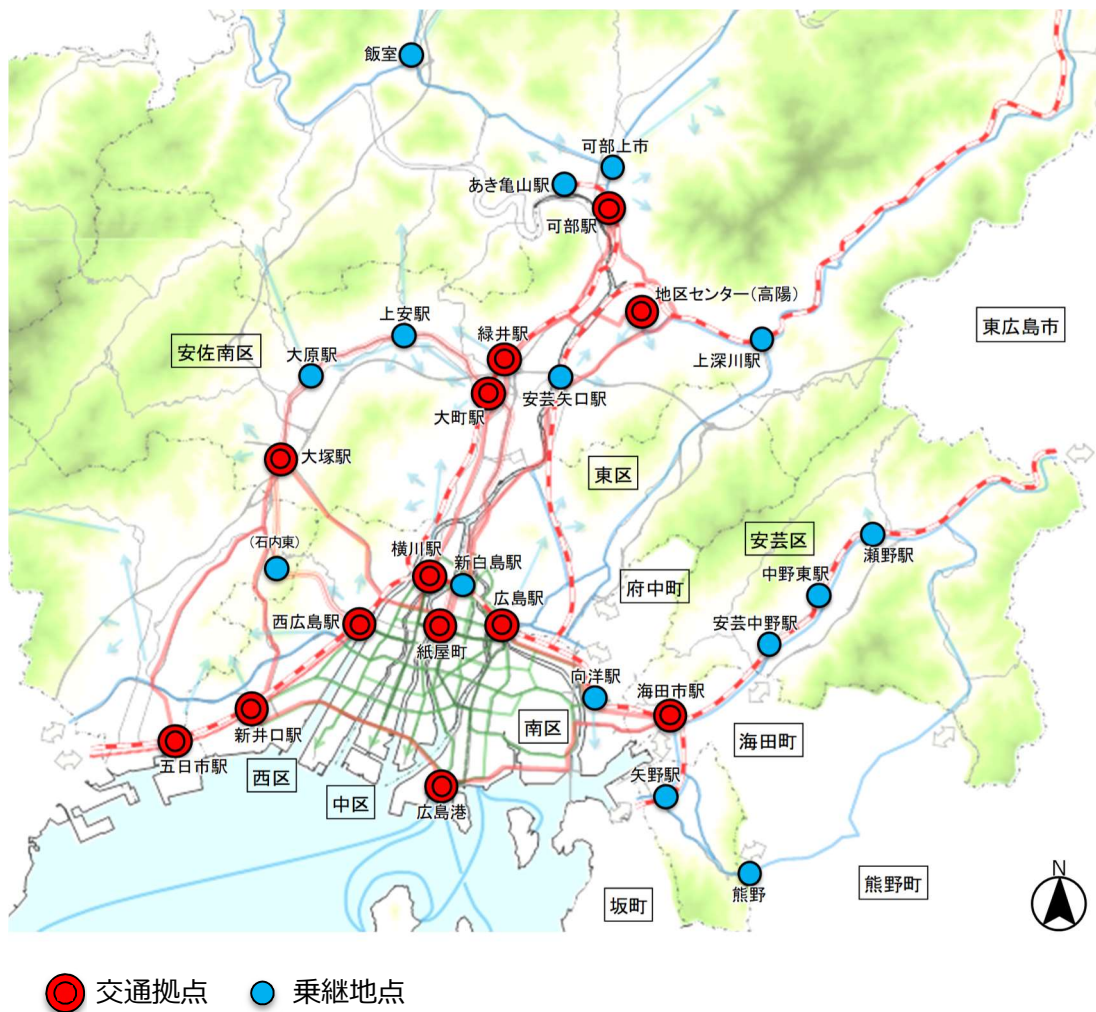 飯室
可部上市
あき亀山駅
可部駅
地区センター(高陽)
東広島市
上安駅
緑井駅
安佐南区
大原駅
上深川駅
安芸矢口駅
大町駅
大塚駅
東区
安芸区
(石内東)
瀬野駅
横川駅
新白島駅
中野東駅
府中町
広島駅
西広島駅
紙屋町
安芸中野駅
向洋駅
海田市駅
南区
新井口駅
海田町
五日市駅
西区
矢野駅
中区
広島港
N
熊野町
熊野
坂町
交通拠点
乗継地点